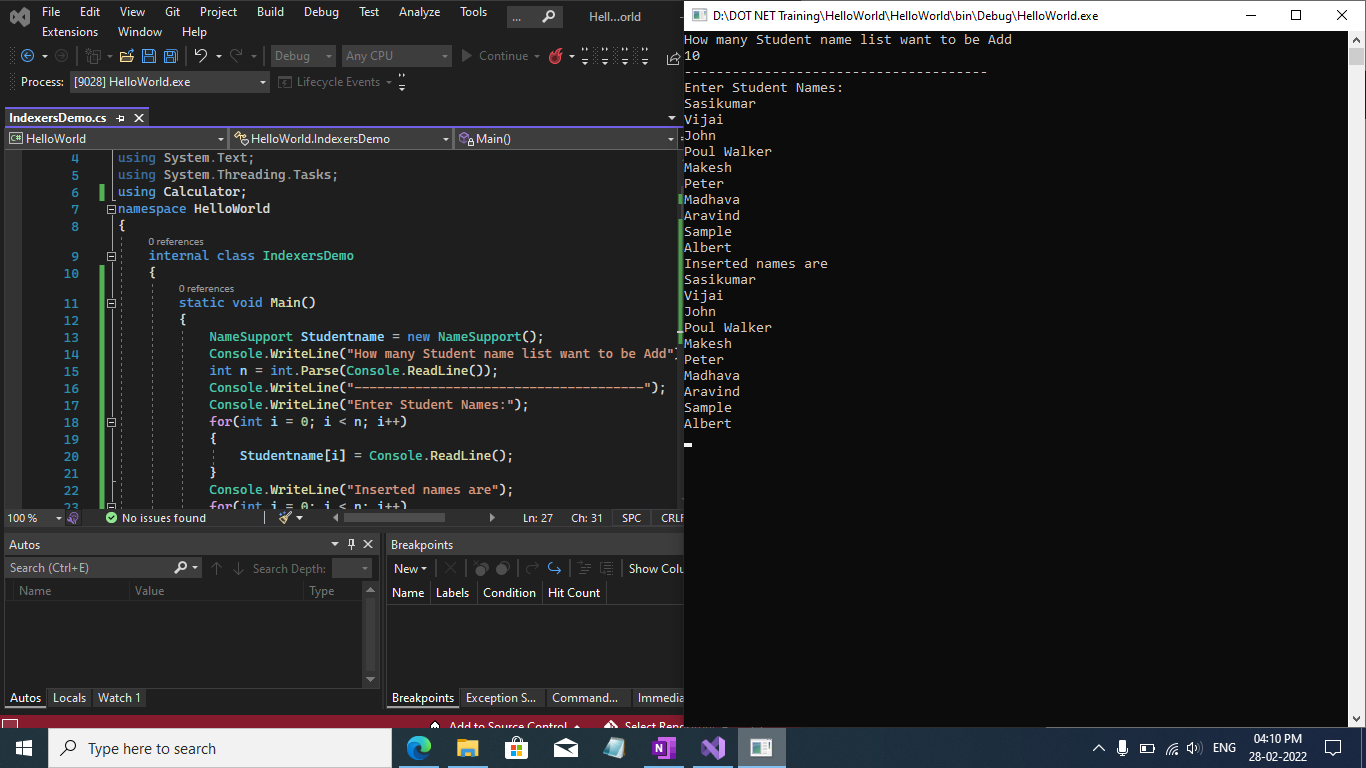 File Edit View Git Project Build Debug Test Analyze Tools ... Hell...orld
Extensions Window Help
Debug Any CPU Continue
Process: [9028] HelloWorld.exe Lifecycle Events
IndexersDemo.cs
HelloWorld HelloWorld.IndexersDemo Main()
4 using System.Text;
5 using System.Threading.Tasks;
6 using Calculator;
7 namespace HelloWorld
8 {
0 references
9 internal class IndexersDemo
10 {
0 references
11 static void Main()
12 {
13 NameSupport Studentname = new NameSupport();
14 Console.WriteLine("How many Student name list want to be Add")
15 int n = int.Parse(Console.ReadLine());
16 Console.WriteLine("--------------------------------------");
17 Console.WriteLine("Enter Student Names:");
18 for(int i = 0; i < n; i++)
19 {
20 Studentname[i] = Console.ReadLine();
21 }
22 Console.WriteLine("Inserted names are");
23 for(int i = 0; i < n; i++)
100 % No issues found Ln: 27 Ch: 31 SPC CRLF
Autos
Search (Ctrl+E) Search Depth:
Name Value Type
Autos Locals Watch 1
Breakpoints
New Show Colu
Name Labels Condition Hit Count
Breakpoints Exception S... Command... Immedia
Add to Source Control
D:\DOT NET Training\HelloWorld\HelloWorld\bin\Debug\HelloWorld.exe
How many Student name list want to be Add
10
--------------------------------------
Enter Student Names:
Sasikumar
Vijai
John
Poul Walker
Makesh
Peter
Madhava
Aravind
Sample
Albert
Inserted names are
Sasikumar
Vijai
John
Poul Walker
Makesh
Peter
Madhava
Aravind
Sample
Albert
Type here to search
ENG
04:10 PM
28-02-2022